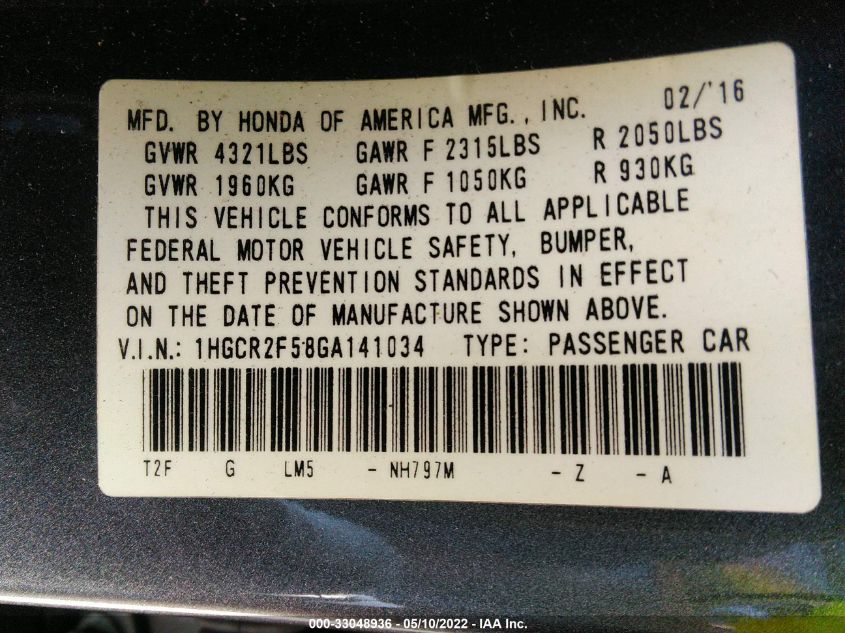 MFD. BY HONDA OF AMERICA MFG., INC. 02/'16
GVWR 4321LBS GAWR F 2315LBS R 2050LBS
GVWR 1960KG GAWR F 1050KG R 930KG
THIS VEHICLE CONFORMS TO ALL APPLICABLE
FEDERAL MOTOR VEHICLE SAFETY, BUMPER,
AND THEFT PREVENTION STANDARDS IN EFFECT
ON THE DATE OF MANUFACTURE SHOWN ABOVE.
V.I.N.: 1HGCR2F58GA141034 TYPE: PASSENGER CAR
T2F G LM5 - NH797M - Z - A
000-33048936 - 05/10/2022 - IAA Inc.